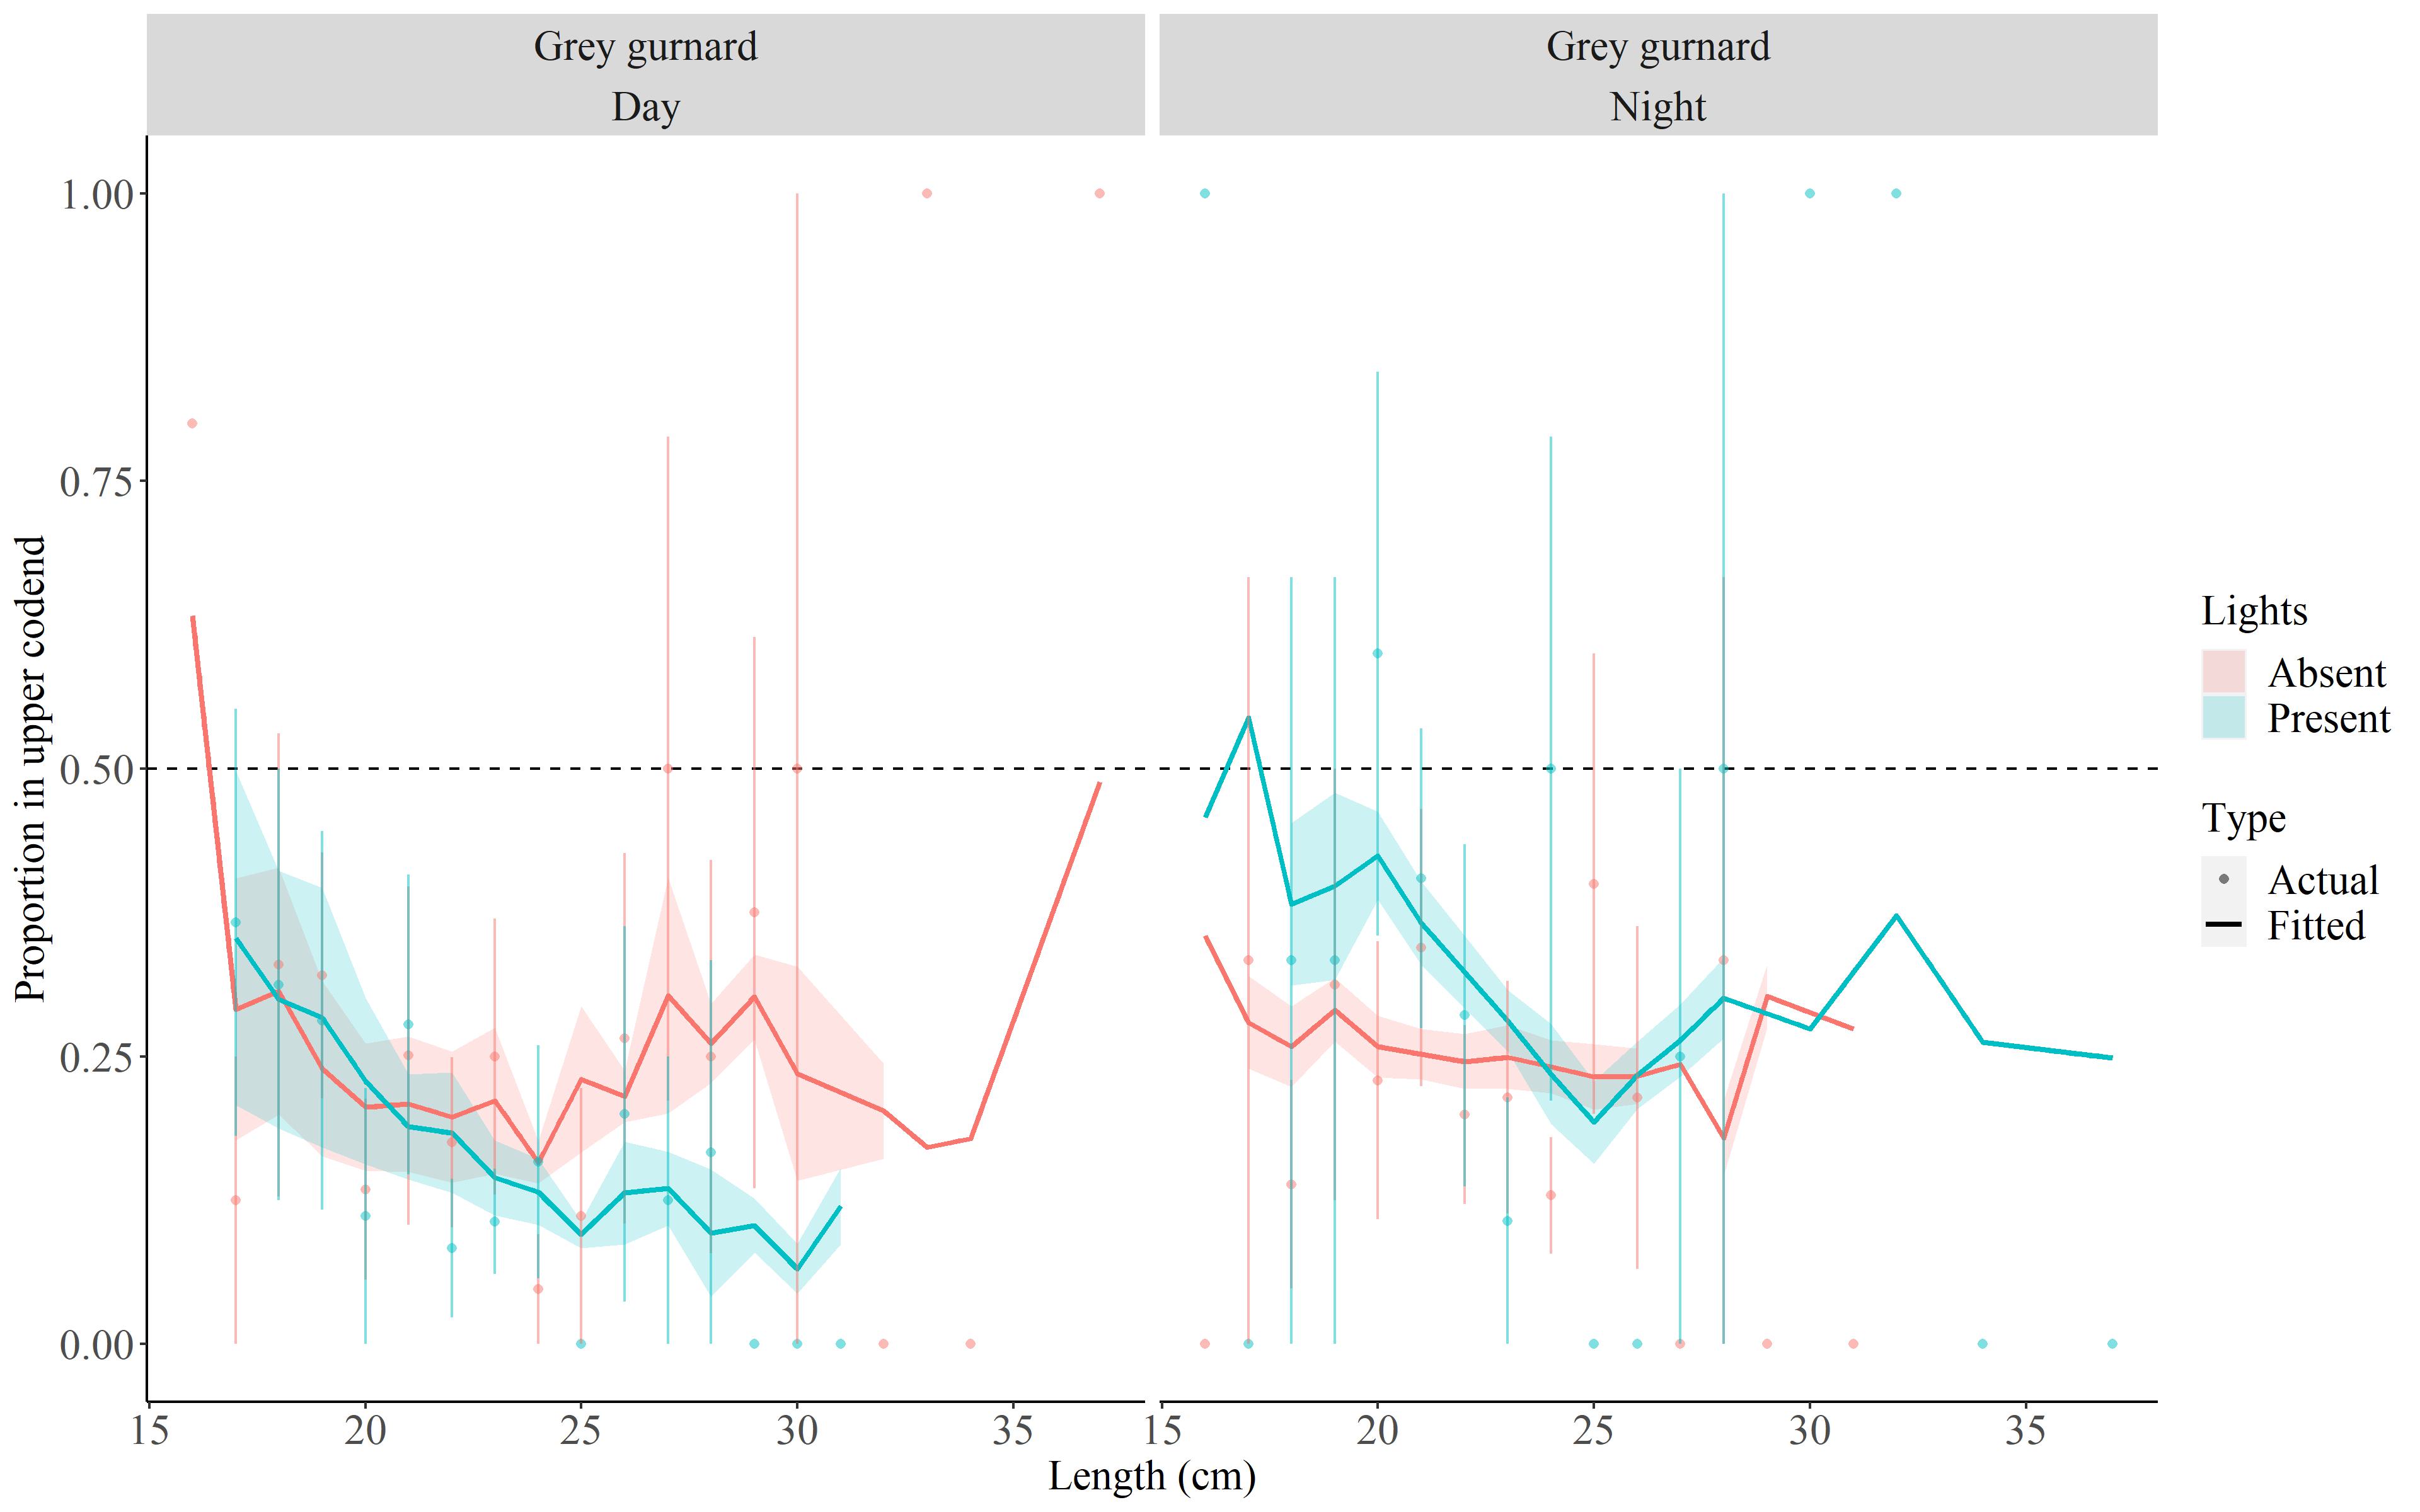 Grey gurnard
Day
Grey gurnard
Night
Proportion in upper codend
1.00
0.75
0.50
0.25
0.00
15 20 25 30 35
15 20 25 30 35
Length (cm)
Lights
Absent
Present
Type
Actual
Fitted